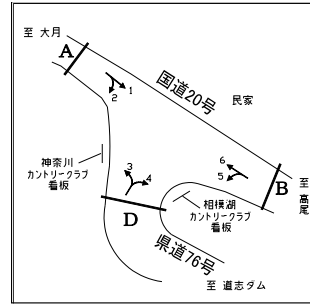 至 大月
A
国道20号
民家
1
2
神奈川
カントリークラブ
看板
3
4
6
5
B
至
高尾
D
相模湖
カントリークラブ
看板
県道76号
至 道志ダム